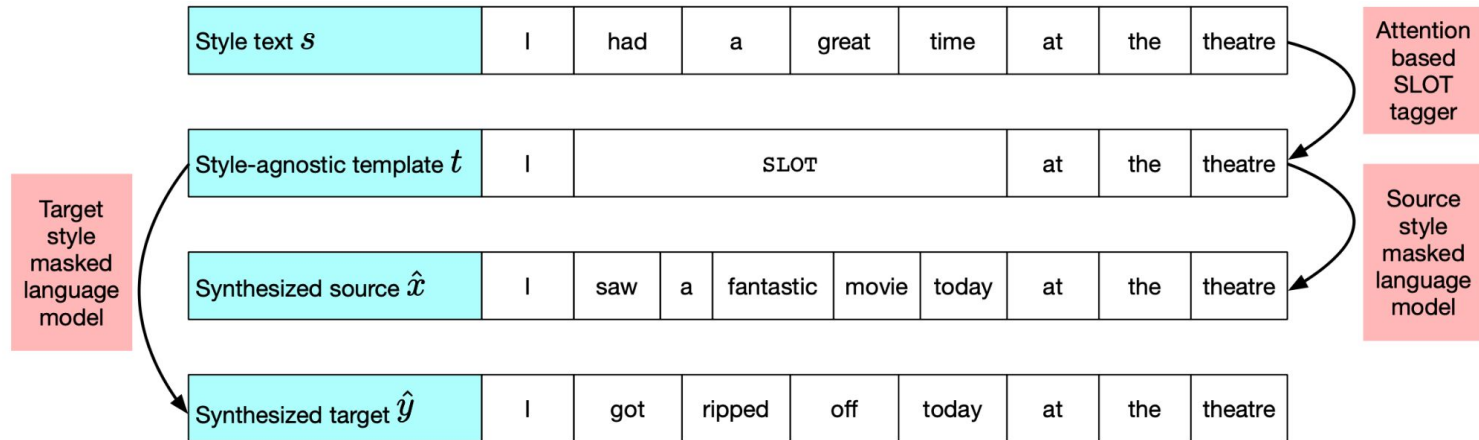 Style text s I had a great time at the theatre
Attention
based
SLOT
tagger
Style-agnostic template t I SLOT at the theatre
Target
style
masked
language
model
Source
style
masked
language
model
Synthesized source x̂ I saw a fantastic movie today at the theatre
Synthesized target ŷ I got ripped off today at the theatre